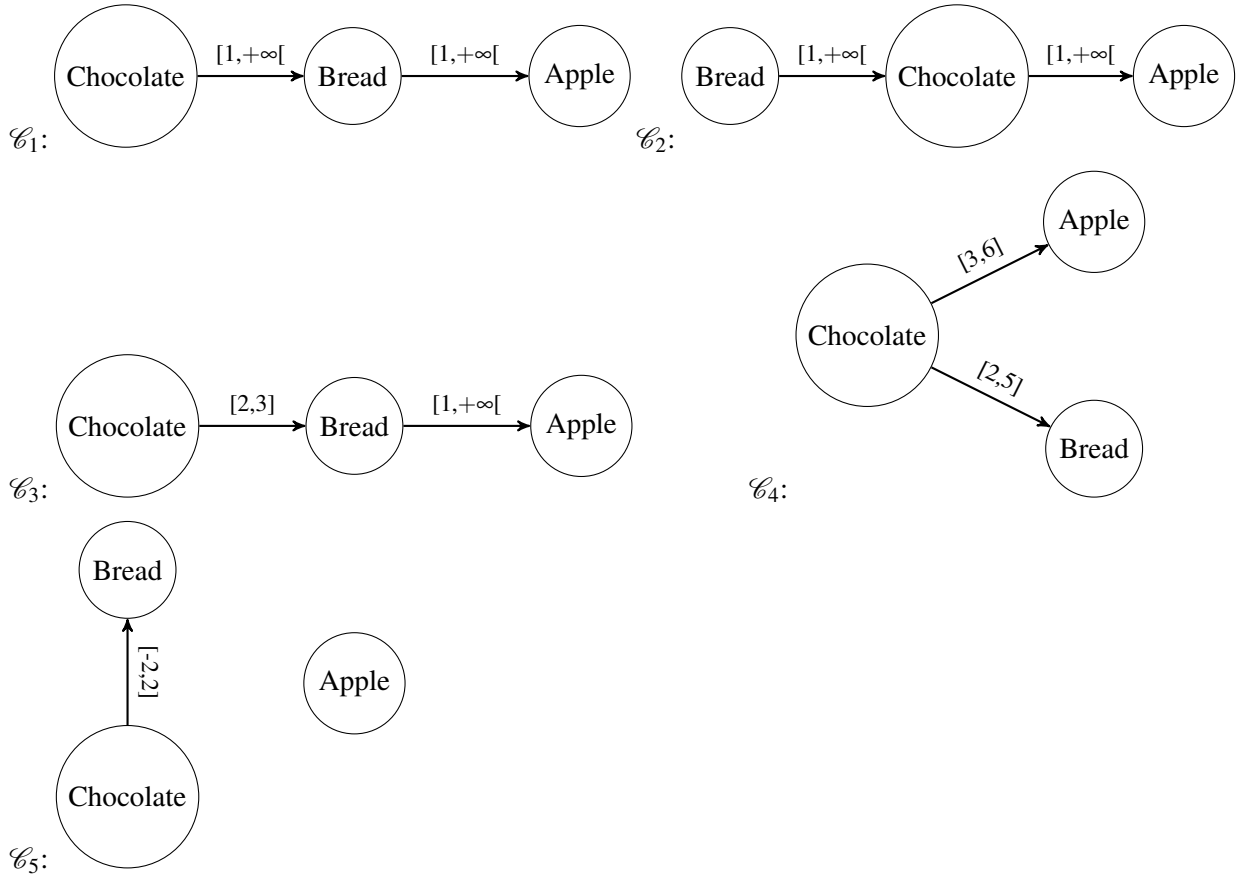 Chocolate [1,+∞[ Bread [1,+∞[ Apple
𝒞1:
Bread [1,+∞[ Chocolate [1,+∞[ Apple
𝒞2:
Chocolate [2,3] Bread [1,+∞[ Apple
𝒞3:
Apple
[3,6]
Chocolate
[2,5]
Bread
𝒞4:
Bread
[-2,2]
Apple
Chocolate
𝒞5: